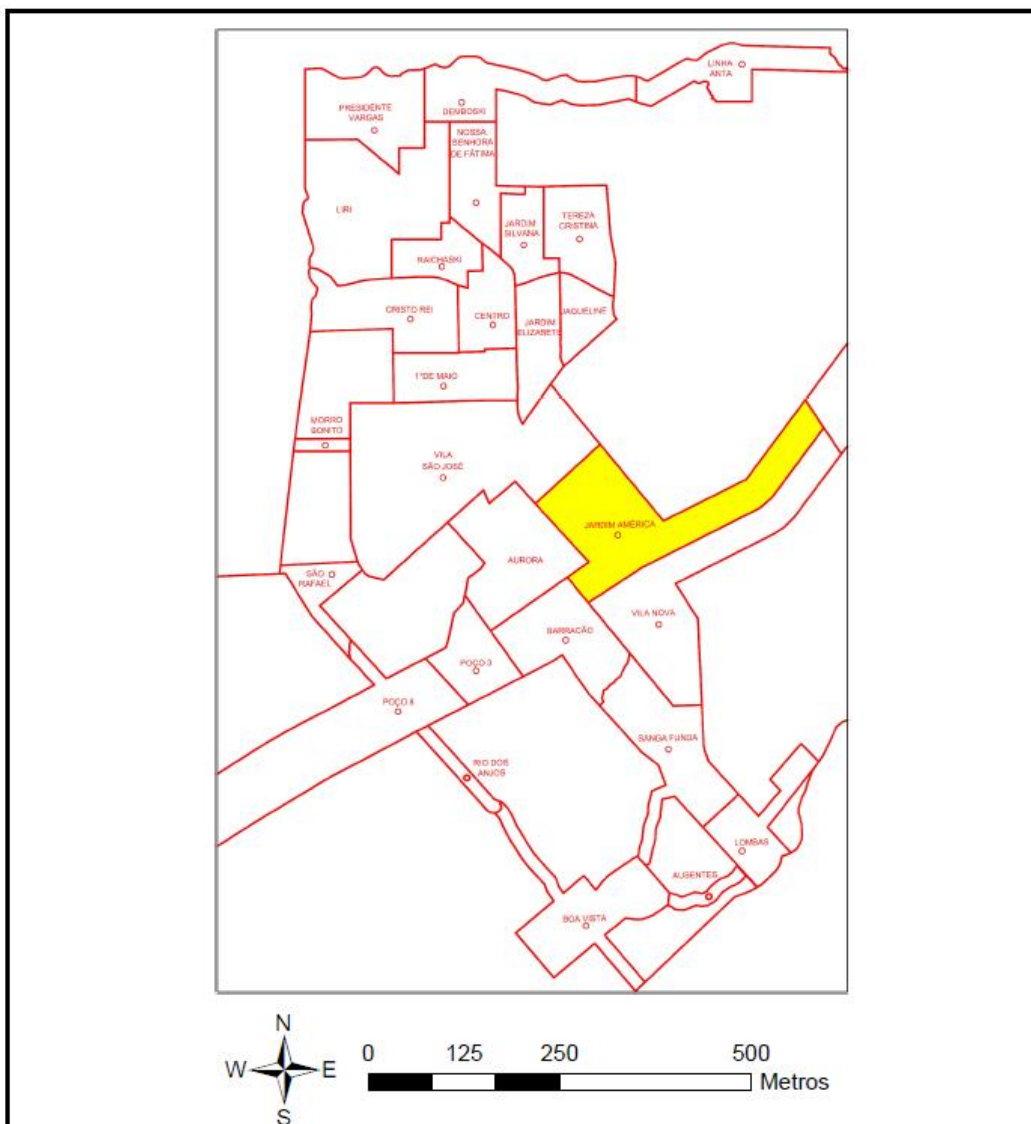 LINHA
ANTA
PRESIDENTE
VARGAS
DEMBOSKI
NOSSA
SENHORA
DE FÁTIMA
LIRI
JARDIM
SILVANA
TEREZA
CRISTINA
RAICHASKI
CRISTO REI
CENTRO
JARDIM
ELIZABETE
JAQUELINE
1°DE MAIO
MORRO
BONITO
VILA
SÃO JOSÉ
JARDIM AMÉRICA
AURORA
SÃO
RAFAEL
VILA NOVA
BARRACÃO
POÇO 3
POÇO 8
SANGA FUNDA
RIO DOS
ANJOS
LOMBAS
AUSENTES
BOA VISTA
N
W E
S
0 125 250 500
Metros